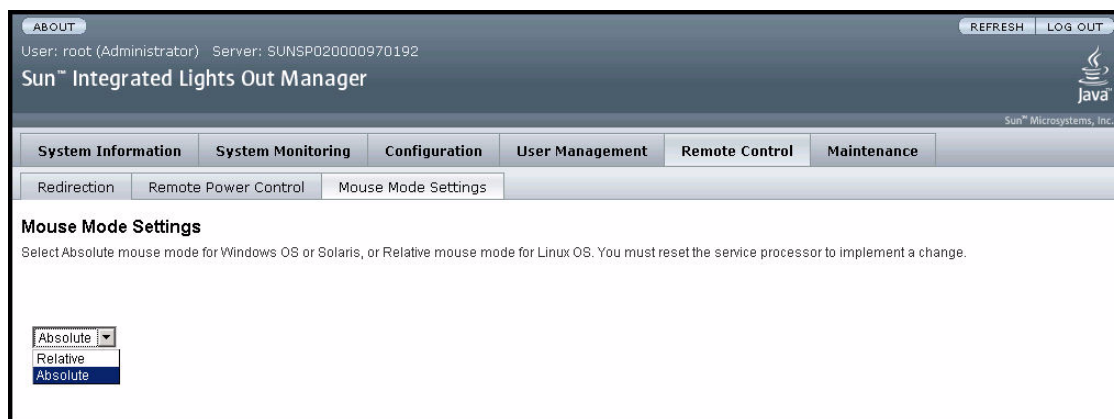 ABOUT
REFRESH LOG OUT
User: root (Administrator) Server: SUNSP020000970192
Sun™ Integrated Lights Out Manager
Java™
Sun™ Microsystems, Inc.
System Information System Monitoring Configuration User Management Remote Control Maintenance
Redirection Remote Power Control Mouse Mode Settings
Mouse Mode Settings
Select Absolute mouse mode for Windows OS or Solaris, or Relative mouse mode for Linux OS. You must reset the service processor to implement a change.
Absolute
Relative
Absolute